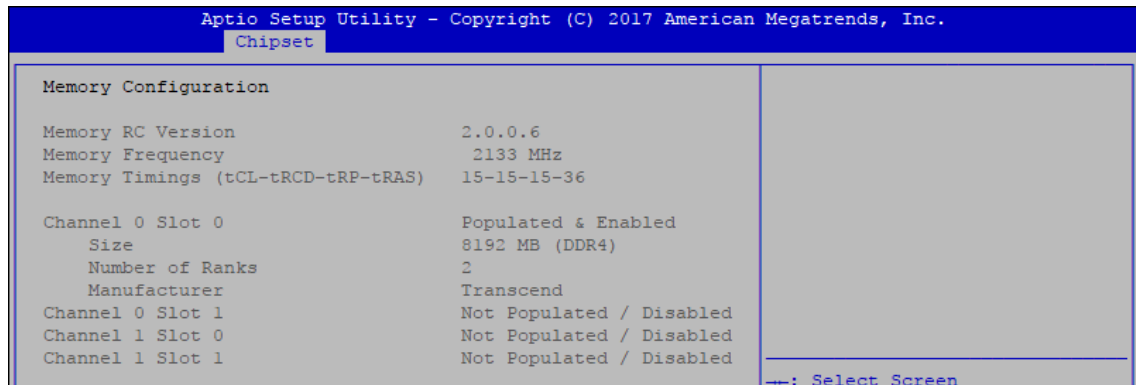 Aptio Setup Utility - Copyright (C) 2017 American Megatrends, Inc.
Chipset
Memory Configuration
Memory RC Version 2.0.0.6
Memory Frequency 2133 MHz
Memory Timings (tCL-tRCD-tRP-tRAS) 15-15-15-36
Channel 0 Slot 0 Populated & Enabled
Size 8192 MB (DDR4)
Number of Ranks 2
Manufacturer Transcend
Channel 0 Slot 1 Not Populated / Disabled
Channel 1 Slot 0 Not Populated / Disabled
Channel 1 Slot 1 Not Populated / Disabled
→←: Select Screen